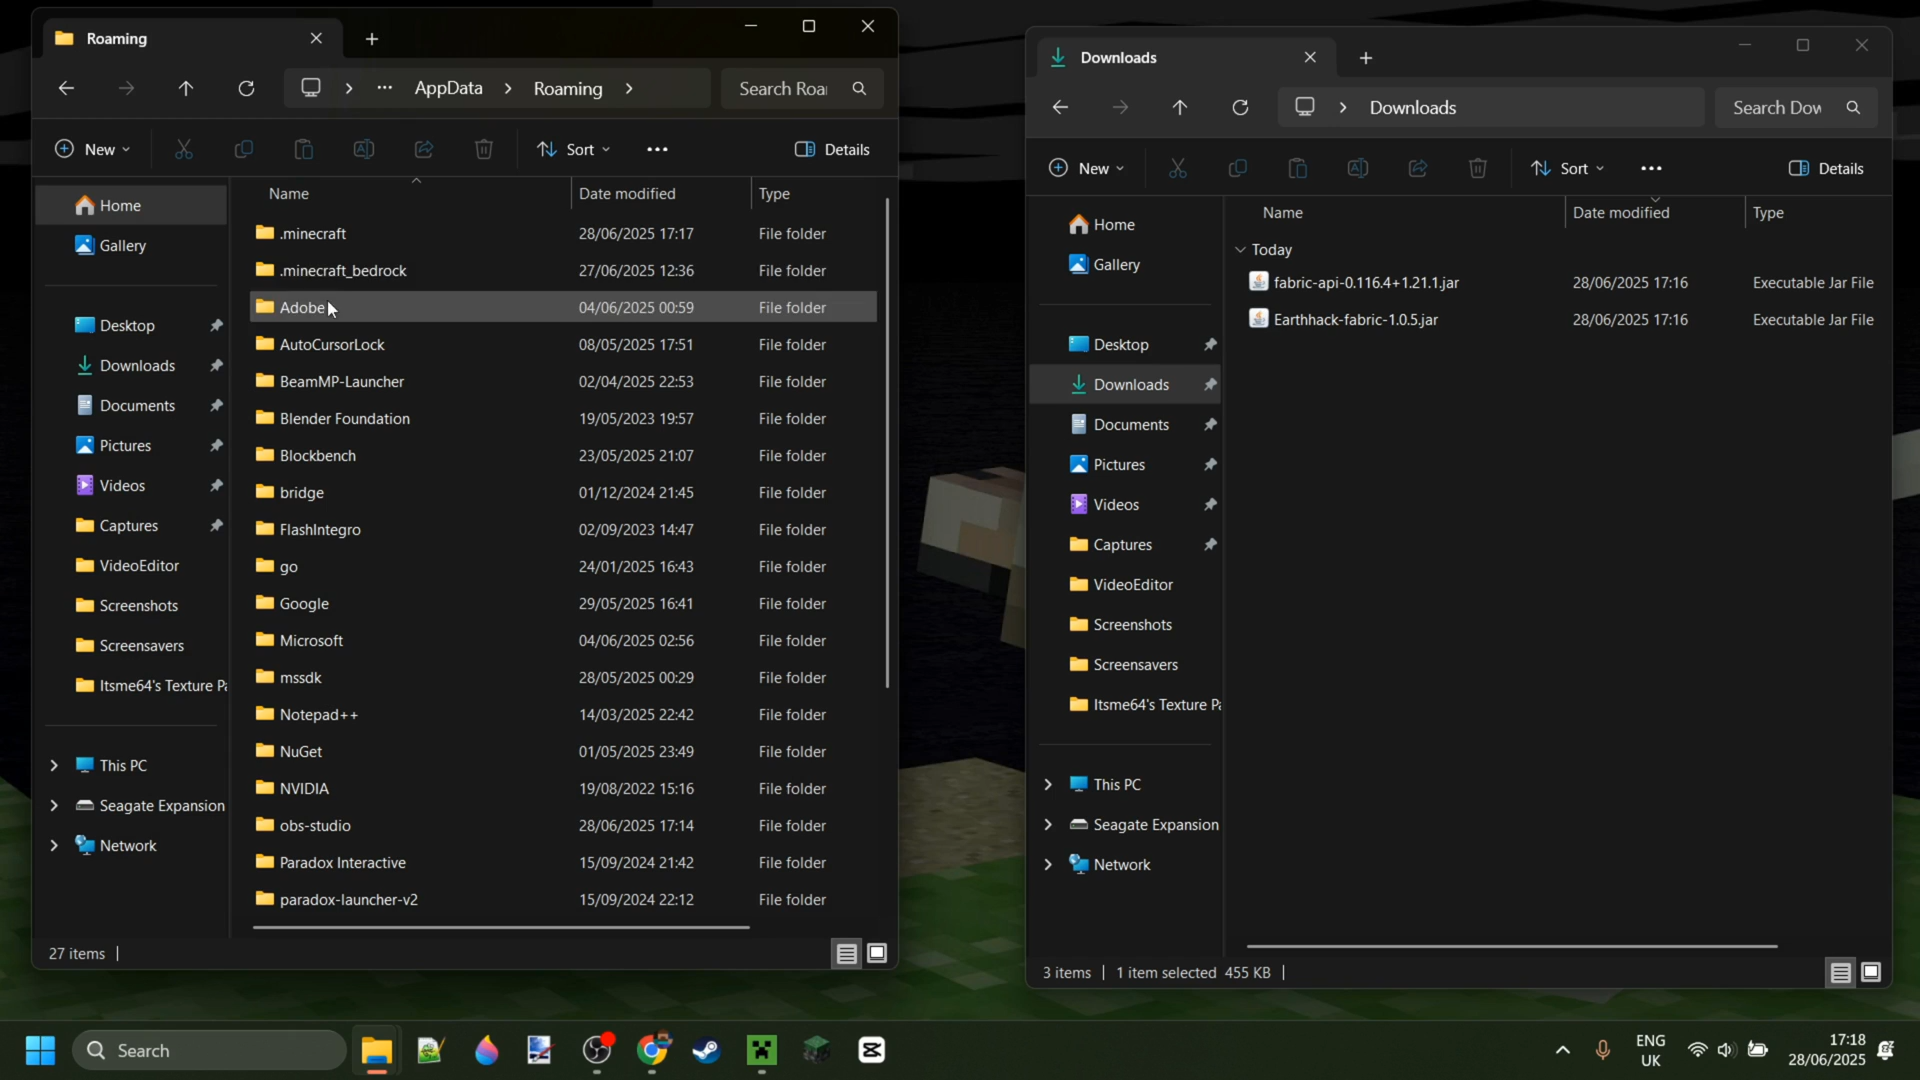 Roaming
AppData
Roaming
Search Roa
New
Sort
Details
Name
Date modified
Type
Home
Gallery
Desktop
Downloads
Documents
Pictures
Videos
Captures
VideoEditor
Screenshots
Screensavers
Itsme64's Texture Pa
This PC
Seagate Expansion
Network
.minecraft 28/06/2025 17:17 File folder
.minecraft_bedrock 27/06/2025 12:36 File folder
Adobe 04/06/2025 00:59 File folder
AutoCursorLock 08/05/2025 17:51 File folder
BeamMP-Launcher 02/04/2025 22:53 File folder
Blender Foundation 19/05/2023 19:57 File folder
Blockbench 23/05/2025 21:07 File folder
bridge 01/12/2024 21:45 File folder
FlashIntegro 02/09/2023 14:47 File folder
go 24/01/2025 16:43 File folder
Google 29/05/2025 16:41 File folder
Microsoft 04/06/2025 02:56 File folder
mssdk 28/05/2025 00:29 File folder
Notepad++ 14/03/2025 22:42 File folder
NuGet 01/05/2025 23:49 File folder
NVIDIA 19/08/2022 15:16 File folder
obs-studio 28/06/2025 17:14 File folder
Paradox Interactive 15/09/2024 21:42 File folder
paradox-launcher-v2 15/09/2024 22:12 File folder
27 items
Downloads
Downloads
Search Dow
New
Sort
Details
Name
Date modified
Type
Home
Gallery
Desktop
Downloads
Documents
Pictures
Videos
Captures
VideoEditor
Screenshots
Screensavers
Itsme64's Texture Pa
This PC
Seagate Expansion
Network
Today
fabric-api-0.116.4+1.21.1.jar 28/06/2025 17:16 Executable Jar File
Earthhack-fabric-1.0.5.jar 28/06/2025 17:16 Executable Jar File
3 items 1 item selected 455 KB
Search
ENG
UK
17:18
28/06/2025